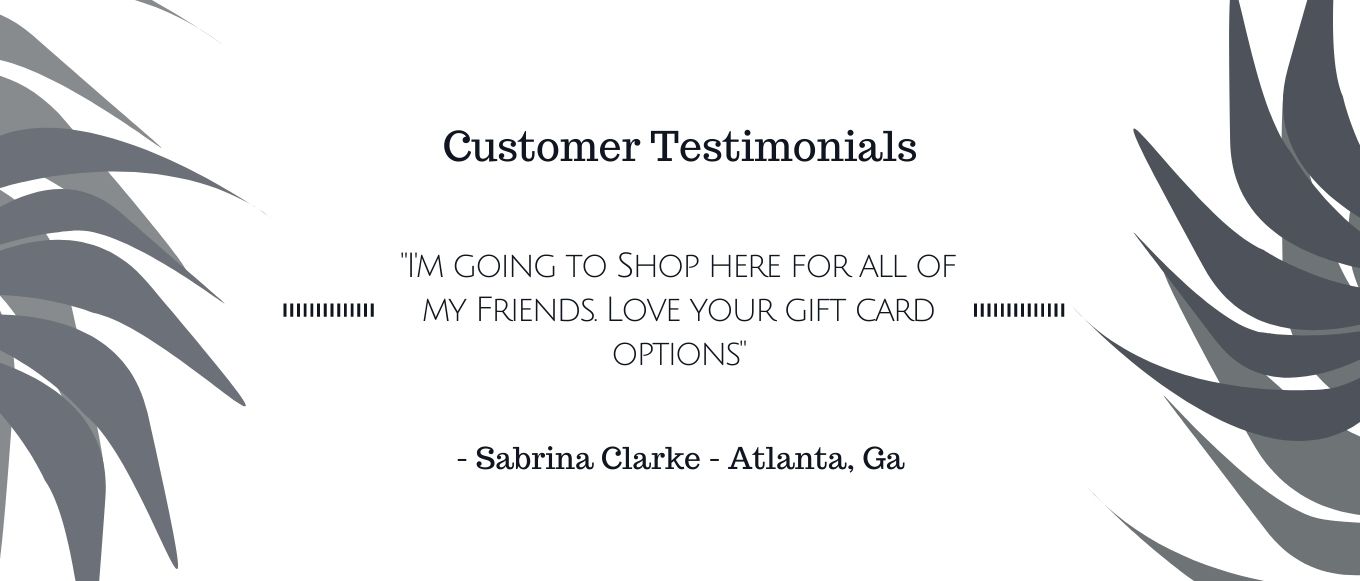 Customer Testimonials
"I'm going to Shop here for all of
my Friends. Love your gift card
options"
- Sabrina Clarke - Atlanta, Ga